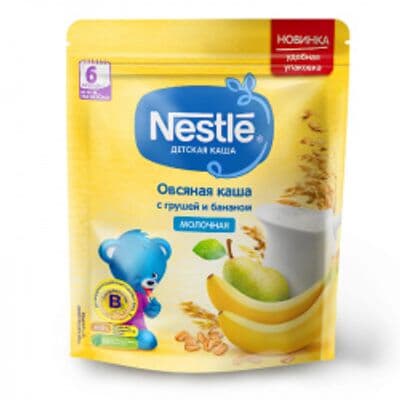 НОВИНКА
удобная
упаковка
6
Nestlé
ДЕТСКАЯ КАША
Овсяная каша
с грушей и бананом
МОЛОЧНАЯ
B